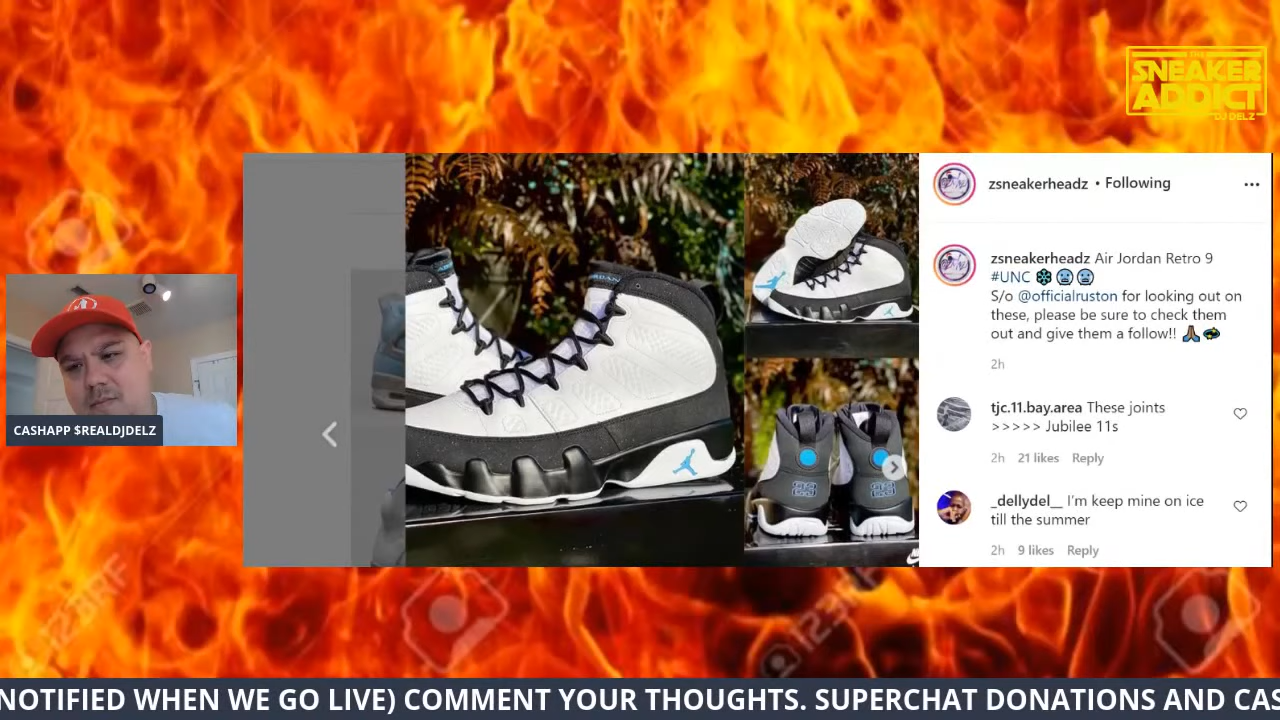 THE
SNEAKER
ADDICT
DJ DELZ
zsneakerheadz • Following
zsneakerheadz Air Jordan Retro 9
#UNC
S/o @officialruston for looking out on
these, please be sure to check them
out and give them a follow!!
2h
tjc.11.bay.area These joints
>>>>> Jubilee 11s
2h 21 likes Reply
_dellydel__ I'm keep mine on ice
till the summer
2h 9 likes Reply
CASHAPP $REALDJDELZ
123RF
123RF
NOTIFIED WHEN WE GO LIVE) COMMENT YOUR THOUGHTS. SUPERCHAT DONATIONS AND CAS